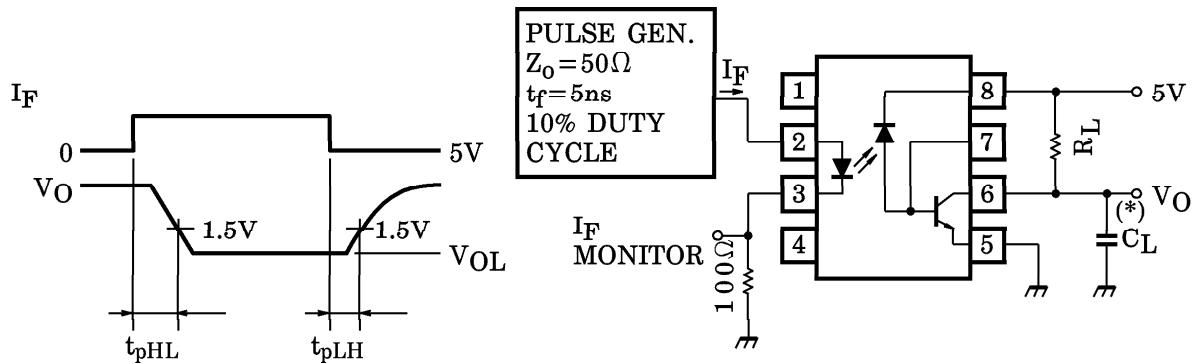 I_F
0
5V
V_O
1.5V
1.5V
V_OL
t_pHL
t_pLH
PULSE GEN.
Z_o=50Ω
t_f=5ns
10% DUTY
CYCLE
I_F
I_F
MONITOR
100Ω
1
2
3
4
8
7
6
5
5V
R_L
V_O
(*)
C_L